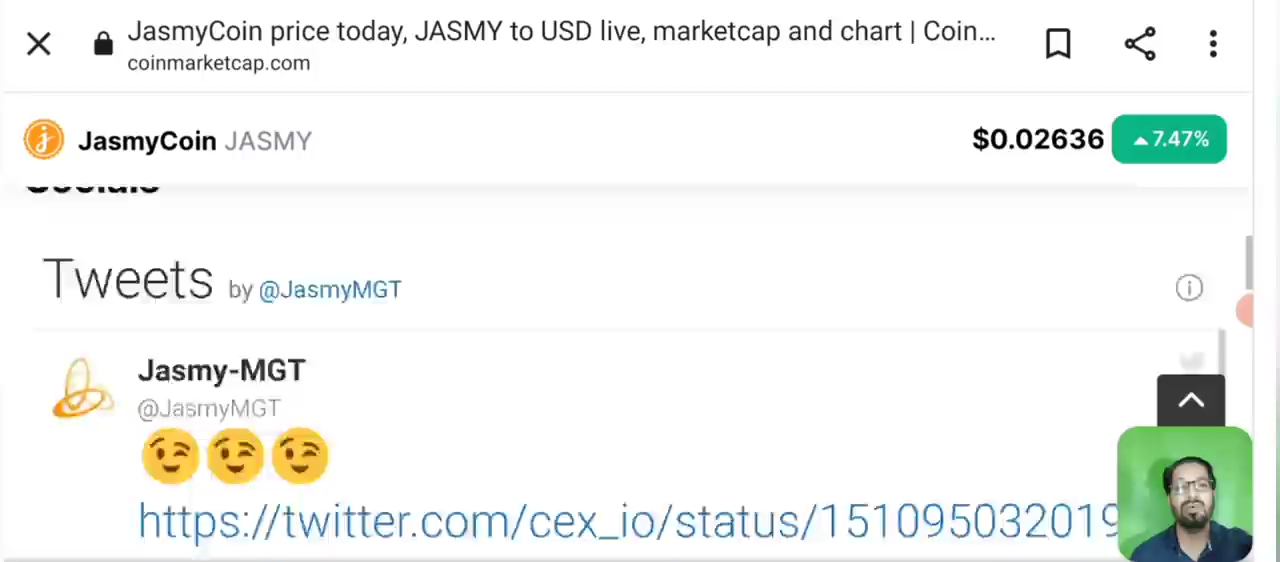 JasmyCoin price today, JASMY to USD live, marketcap and chart | Coin...
coinmarketcap.com
JasmyCoin JASMY
$0.02636
7.47%
Socials
Tweets by @JasmyMGT
Jasmy-MGT
@JasmyMGT
😉😉😉
https://twitter.com/cex_io/status/151095032019